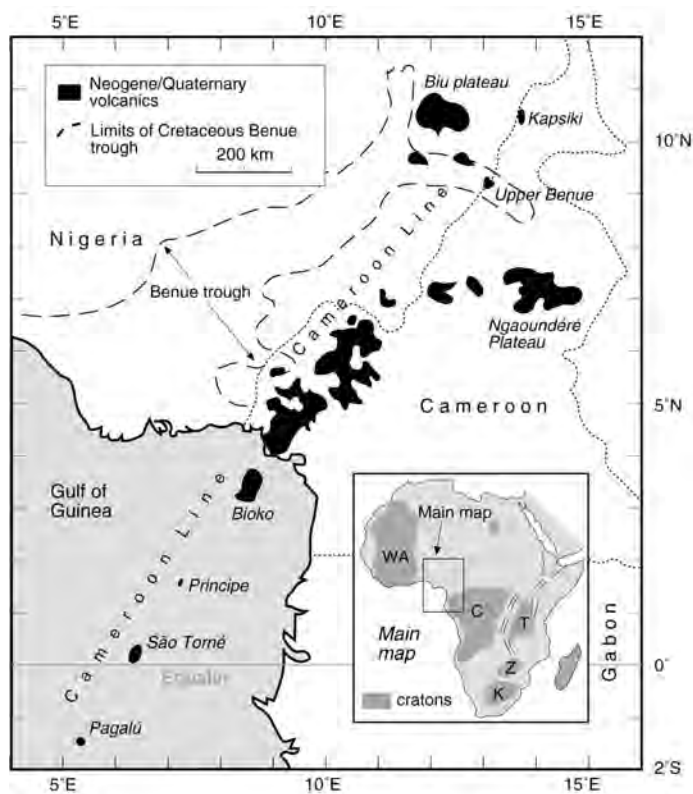 5°E
10°E
15°E
Neogene/Quaternary
volcanics
Limits of Cretaceous Benue
trough
200 km
Biu plateau
Kapsiki
10°N
Upper Benue
Nigeria
Cameroon Line
Benue trough
Ngaoundéré
Plateau
Cameroon
5°N
Gulf of
Guinea
Bioko
Cameroon Line
Principe
São Torné
Equator
Pagalú
Main map
WA
C
T
Main
map
Z
K
cratons
Gabon
0°
2°S
5°E
10°E
15°E